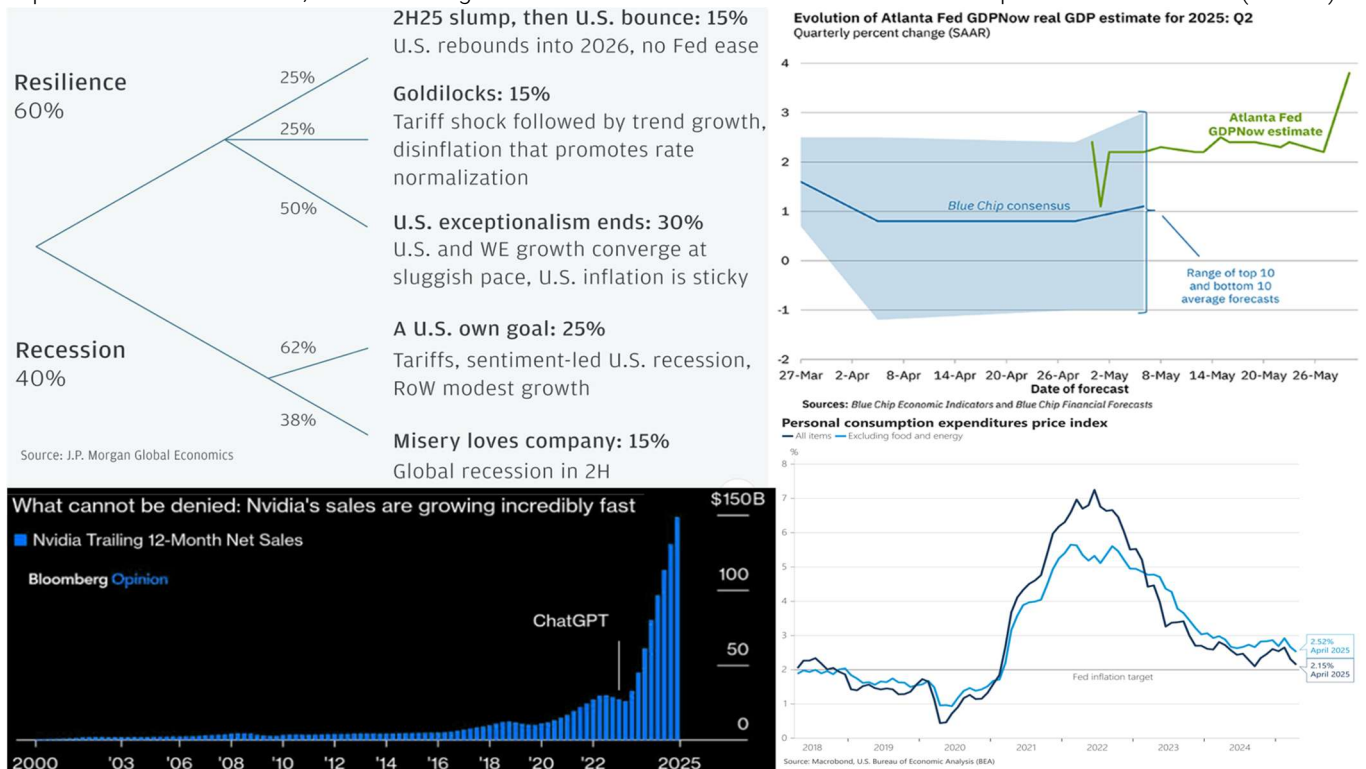 2H25 slump, then U.S. bounce: 15%
U.S. rebounds into 2026, no Fed ease
Resilience
60%
25%
Goldilocks: 15%
25%
Tariff shock followed by trend growth,
disinflation that promotes rate
normalization
50%
U.S. exceptionalism ends: 30%
U.S. and WE growth converge at
sluggish pace, U.S. inflation is sticky
Recession
40%
62%
A U.S. own goal: 25%
Tariffs, sentiment-led U.S. recession,
RoW modest growth
38%
Misery loves company: 15%
Global recession in 2H
Source: J.P. Morgan Global Economics
Evolution of Atlanta Fed GDPNow real GDP estimate for 2025: Q2
Quarterly percent change (SAAR)
4
3
2
1
0
-1
-2
Atlanta Fed
GDPNow estimate
Blue Chip consensus
Range of top 10
and bottom 10
average forecasts
27-Mar 2-Apr 8-Apr 14-Apr 20-Apr 26-Apr 2-May 8-May 14-May 20-May 26-May
Date of forecast
Sources: Blue Chip Economic Indicators and Blue Chip Financial Forecasts
What cannot be denied: Nvidia's sales are growing incredibly fast
Nvidia Trailing 12-Month Net Sales
Bloomberg Opinion
ChatGPT
$150B
100
50
0
2000 '03 '06 '08 '10 '12 '14 '16 '18 '20 '22 2025
Personal consumption expenditures price index
All items Excluding food and energy
%
8
7
6
5
4
3
2
1
0
2.52%
April 2025
2.15%
April 2025
Fed inflation target
2018 2019 2020 2021 2022 2023 2024
Source: Macrobond, U.S. Bureau of Economic Analysis (BEA)